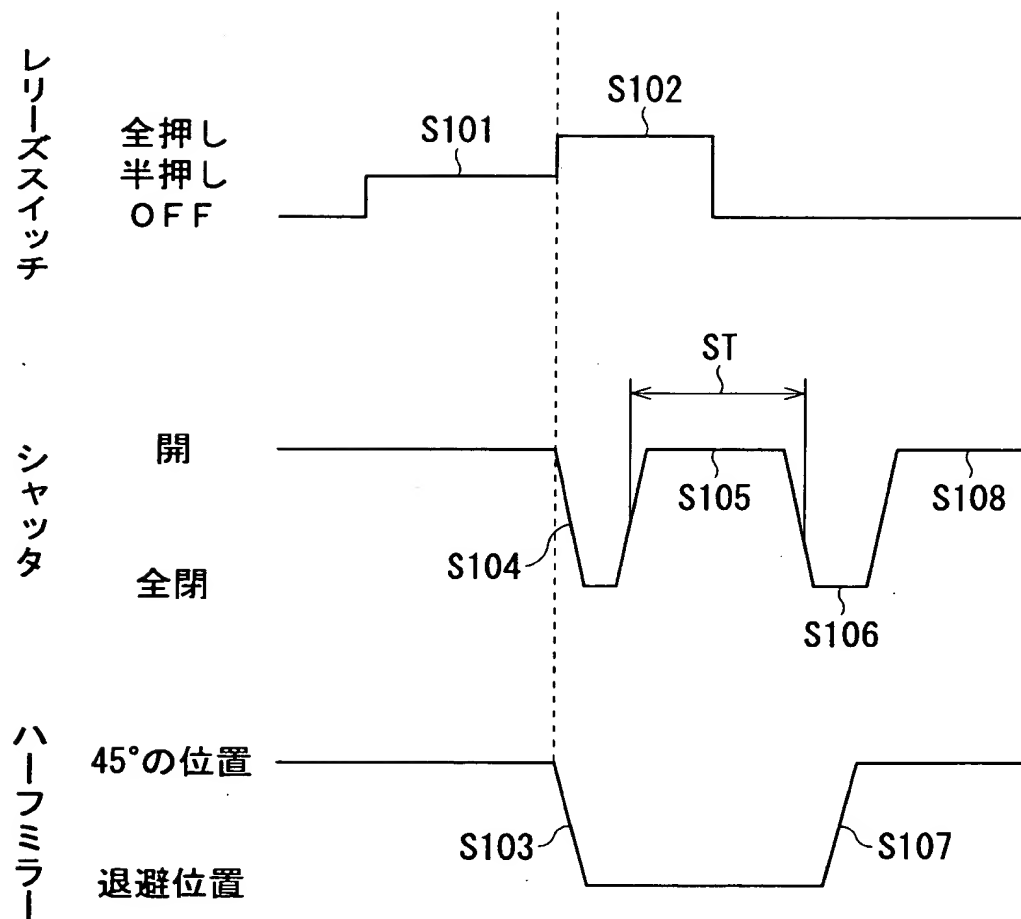 レリーズスイッチ
全押し
半押し
OFF
S101
S102
シャッタ
開
全閉
ST
S104
S105
S106
S108
ハーフミラー
45°の位置
退避位置
S103
S107